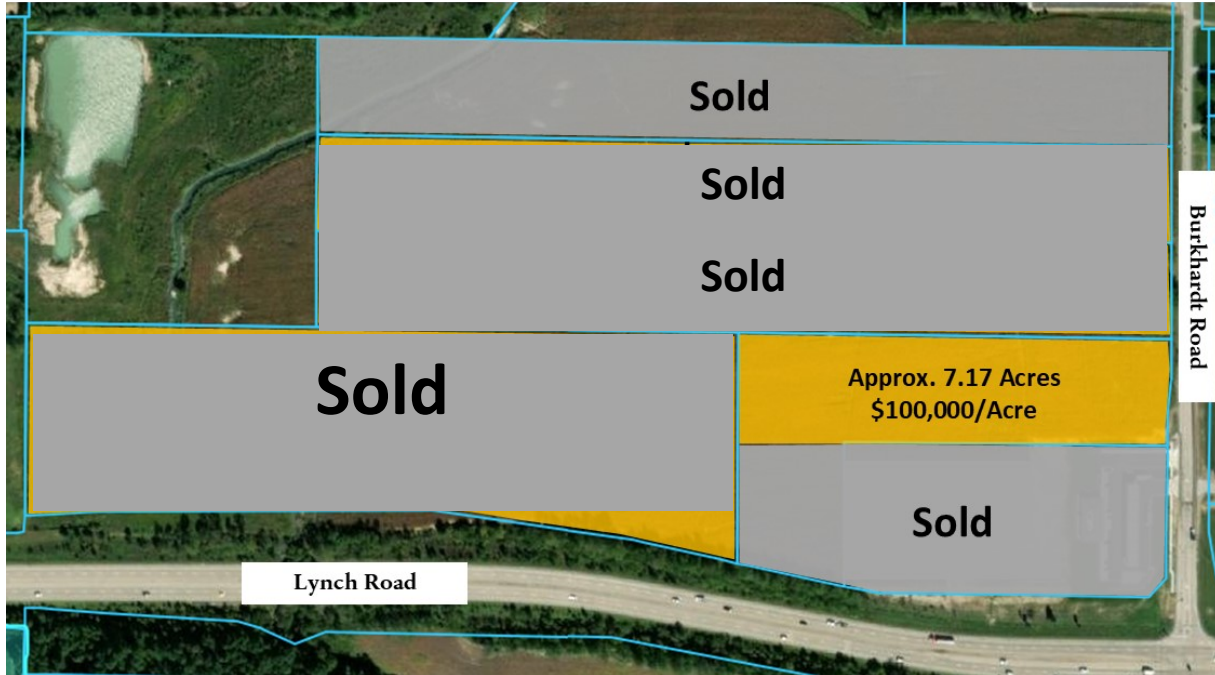 Sold
Sold
Burkhardt Road
Sold
Sold
Approx. 7.17 Acres
$100,000/Acre
Sold
Lynch Road